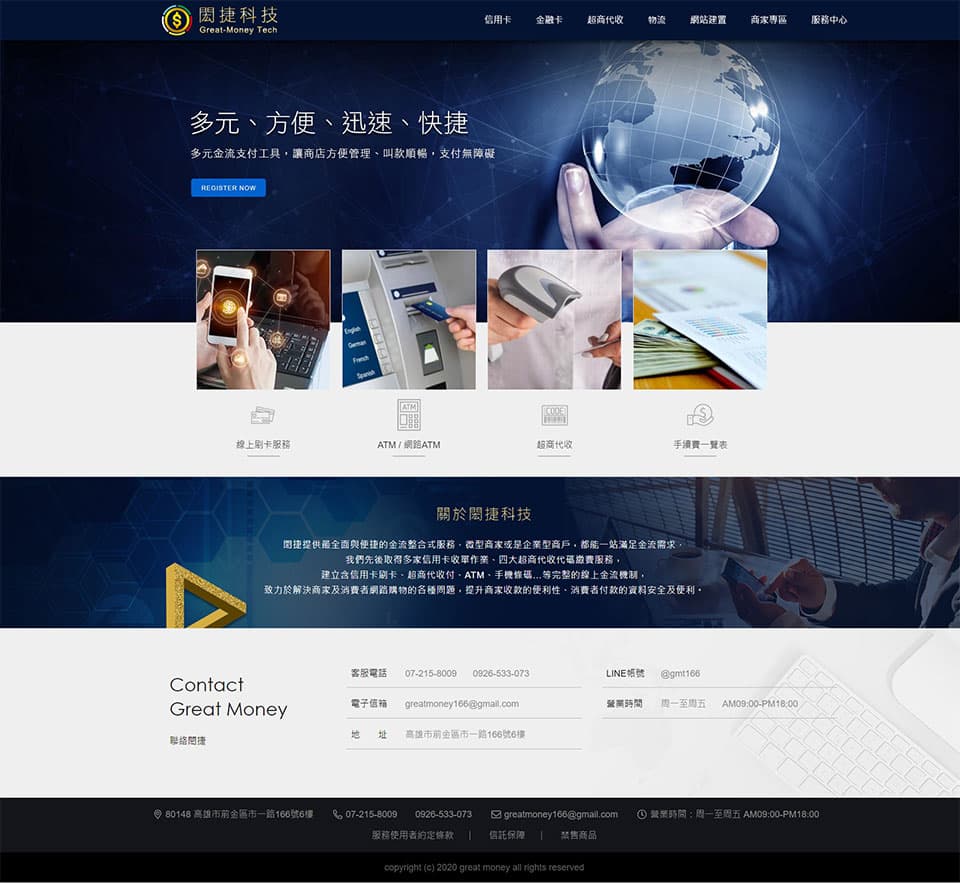 閎捷科技
Great-Money Tech
信用卡 金融卡 超商代收 物流 網站建置 商家專區 服務中心
多元、方便、迅速、快捷
多元金流支付工具，讓商店方便管理、叫款順暢，支付無障礙
REGISTER NOW
English
German
French
Spanish
ATM
CODE
線上刷卡服務 ATM / 網路ATM 超商代收 手續費一覽表
關於閎捷科技
閎捷提供最全面與便捷的金流整合式服務，微型商家或是企業型商戶，都能一站滿足金流需求，
我們先後取得多家信用卡收單作業、四大超商代收代碼繳費服務，
建立含信用卡刷卡、超商代收付、ATM、手機條碼...等完整的線上金流機制，
致力於解決商家及消費者網路購物的各種問題，提升商家收款的便利性、消費者付款的資料安全及便利。
Contact
Great Money
聯絡閎捷
客服電話 07-215-8009 0926-533-073
LINE帳號 @gmt166
電子信箱 greatmoney166@gmail.com
營業時間 周一至周五 AM09:00-PM18:00
地 址 高雄市前金區市一路166號6樓
80148 高雄市前金區市一路166號6樓 07-215-8009 0926-533-073 greatmoney166@gmail.com 營業時間：周一至周五 AM09:00-PM18:00
服務使用者約定條款 | 信託保障 | 禁售商品
copyright (c) 2020 great money all rights reserved